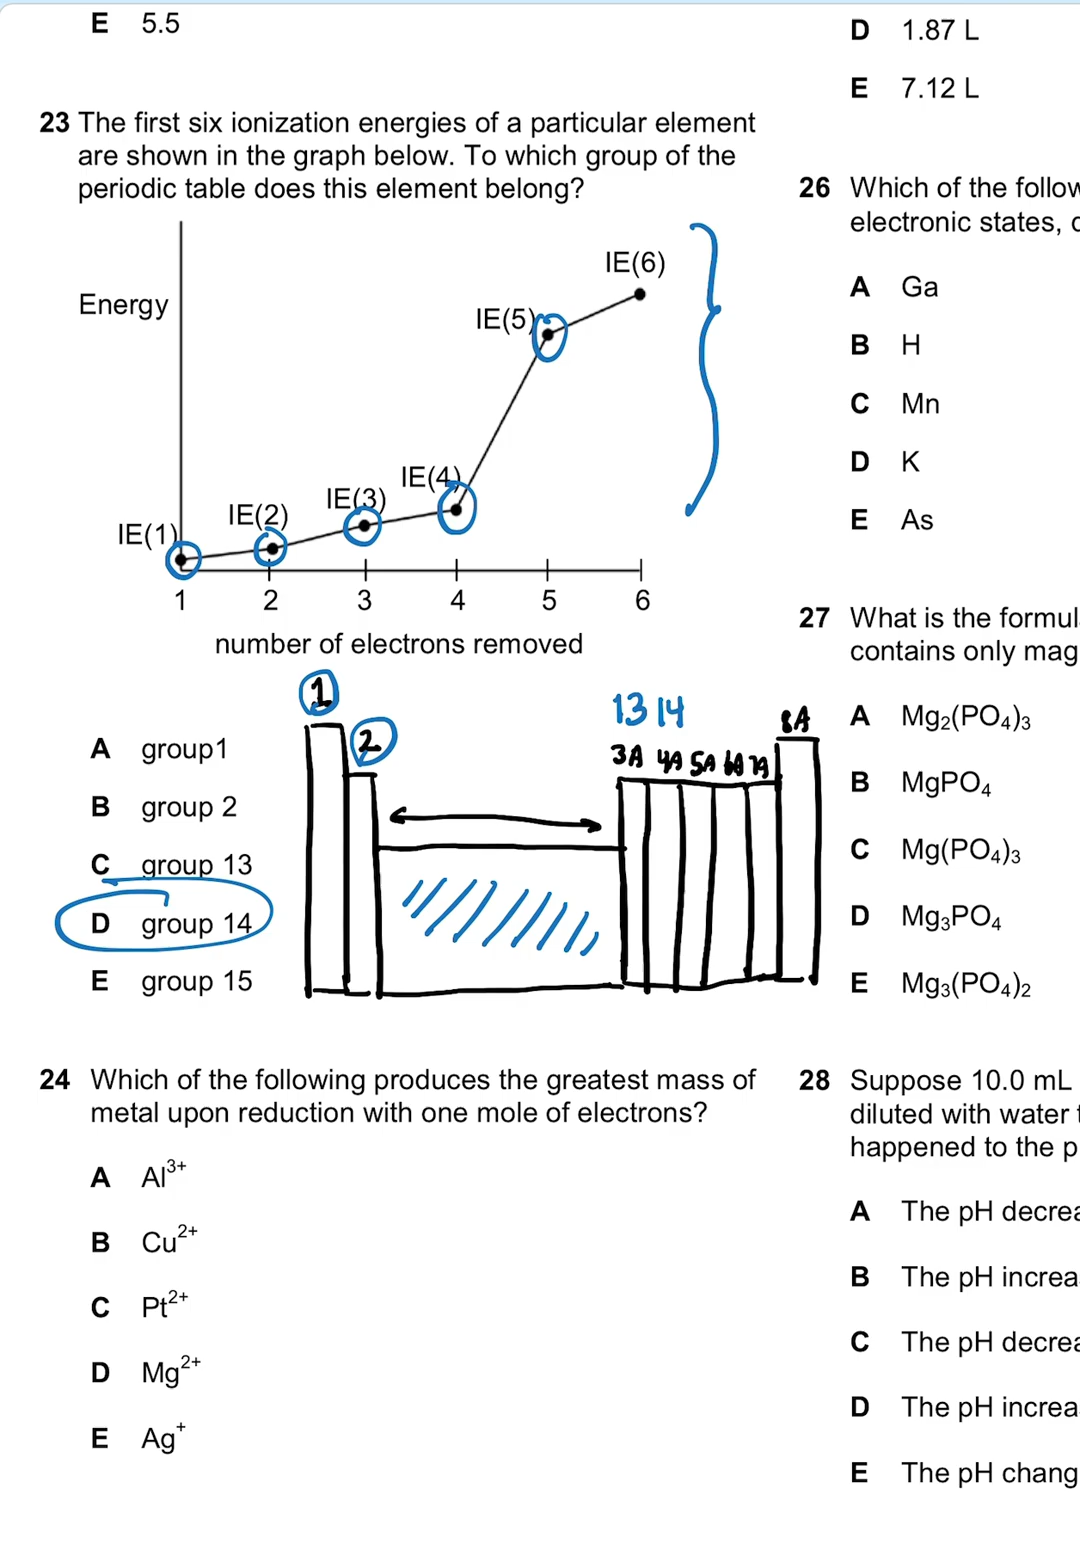 E 5.5
23 The first six ionization energies of a particular element
are shown in the graph below. To which group of the
periodic table does this element belong?
Energy
IE(6)
IE(5)
IE(4)
IE(3)
IE(2)
IE(1)
1 2 3 4 5 6
number of electrons removed
1
2
13 14
3A 4A 5A 6A 7A
8A
A group1
B group 2
C group 13
D group 14
E group 15
24 Which of the following produces the greatest mass of
metal upon reduction with one mole of electrons?
A Al³⁺
B Cu²⁺
C Pt²⁺
D Mg²⁺
E Ag⁺
D 1.87 L
E 7.12 L
26 Which of the follow
electronic states,
A Ga
B H
C Mn
D K
E As
27 What is the formul
contains only mag
A Mg₂(PO₄)₃
B MgPO₄
C Mg(PO₄)₃
D Mg₃PO₄
E Mg₃(PO₄)₂
28 Suppose 10.0 mL
diluted with water
happened to the p
A The pH decrea
B The pH increa
C The pH decrea
D The pH increa
E The pH chang